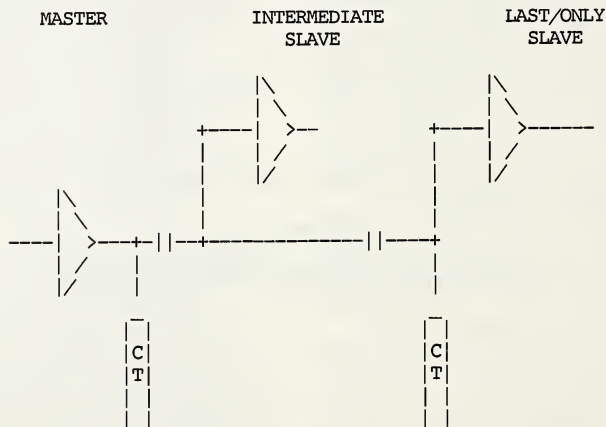 MASTER INTERMEDIATE LAST/ONLY
SLAVE SLAVE
C C
T T